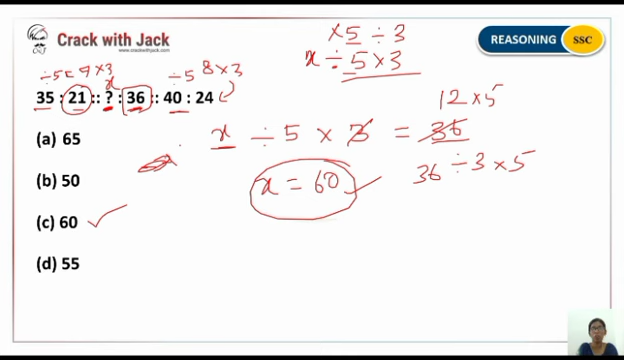 Crack with Jack
www.crackwithjack.com
REASONING SSC
× 5 ÷ 3
x ÷ 5 × 3
÷5 = 7 × 3 x ÷5 8 × 3
35 : 21 :: ? : 36 :: 40 : 24
12 × 5
x ÷ 5 × 3 = 36
36 ÷ 3 × 5
x = 60
(a) 65
(b) 50
(c) 60
(d) 55